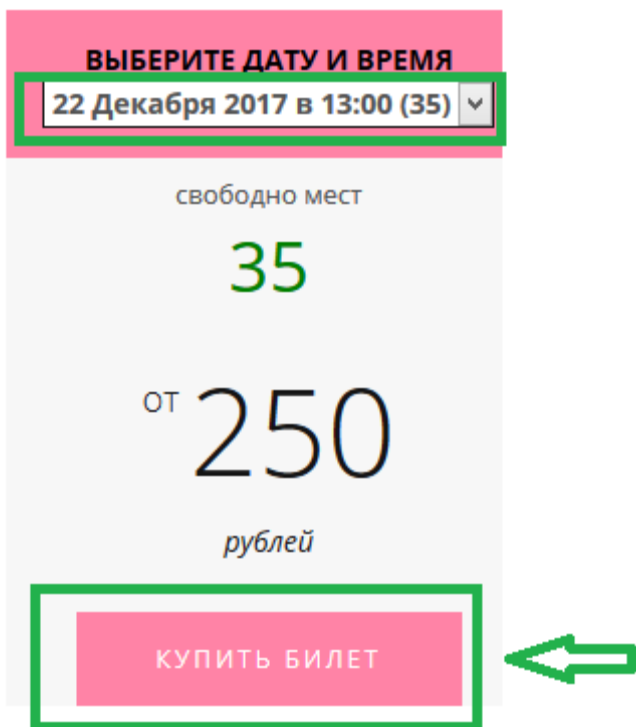 ВЫБЕРИТЕ ДАТУ И ВРЕМЯ
22 Декабря 2017 в 13:00 (35)
свободно мест
35
от 250
рублей
КУПИТЬ БИЛЕТ